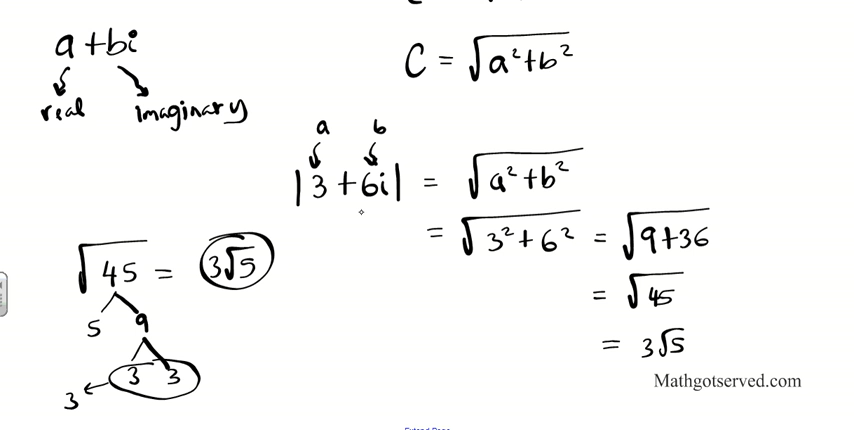 a+bi
real imaginary
C = √a²+b²
a b
|3+6i| = √a²+b²
= √3²+6² = √9+36
= √45
= 3√5
√45 = 3√5
5 9
3 3
3
Mathgotserved.com